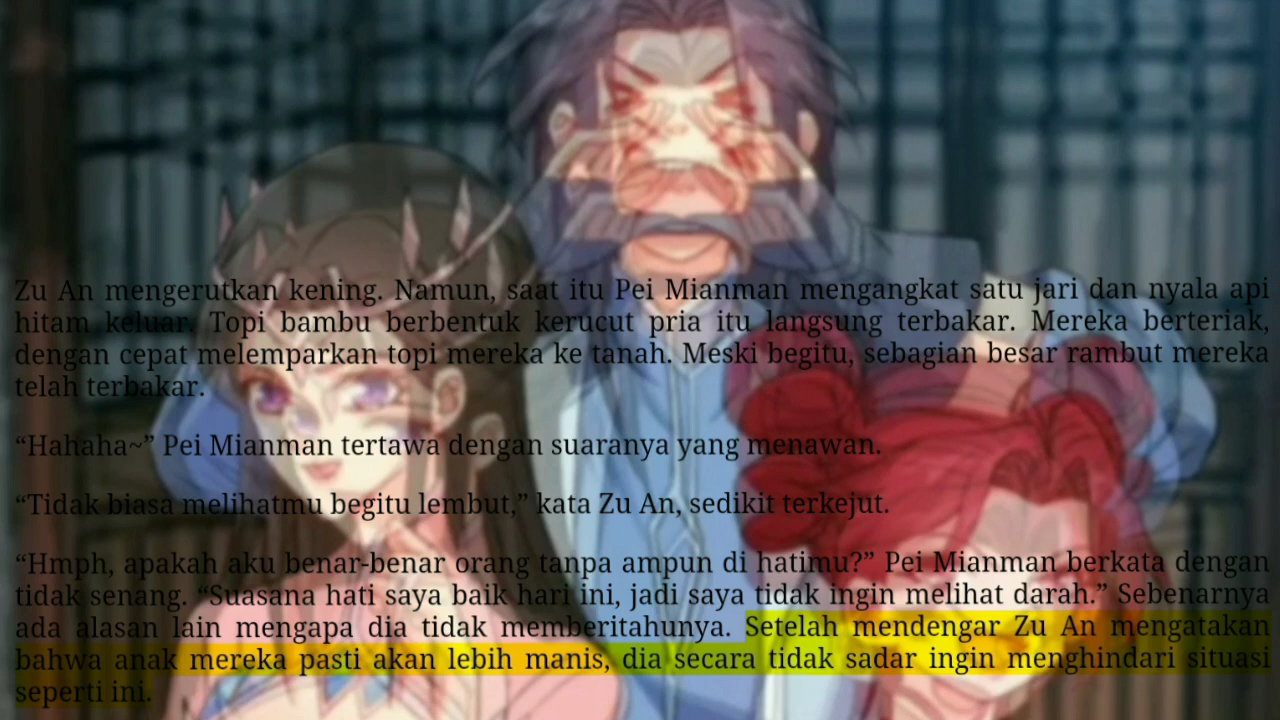 Zu An mengerutkan kening. Namun, saat itu Pei Mianman mengangkat satu jari dan nyala api
hitam keluar. Topi bambu berbentuk kerucut pria itu langsung terbakar. Mereka berteriak,
dengan cepat melemparkan topi mereka ke tanah. Meski begitu, sebagian besar rambut mereka
telah terbakar.
“Hahaha~” Pei Mianman tertawa dengan suaranya yang menawan.
“Tidak biasa melihatmu begitu lembut,” kata Zu An, sedikit terkejut.
“Hmph, apakah aku benar-benar orang tanpa ampun di hatimu?” Pei Mianman berkata dengan
tidak senang. “Suasana hati saya baik hari ini, jadi saya tidak ingin melihat darah.” Sebenarnya
ada alasan lain mengapa dia tidak memberitahunya. Setelah mendengar Zu An mengatakan
bahwa anak mereka pasti akan lebih manis, dia secara tidak sadar ingin menghindari situasi
seperti ini.